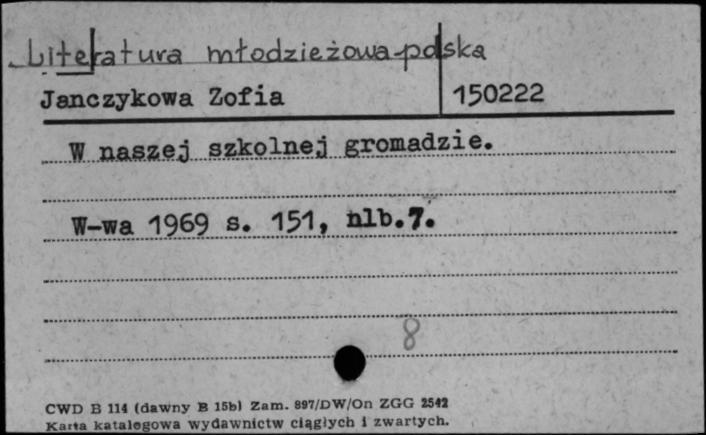 Literatura młodzieżowa-polska
Janczykowa Zofia 150222
W naszej szkolnej gromadzie.
W-wa 1969 s. 151, nlb.7.
8
CWD B 114 (dawny B 15b) Zam. 897/DW/On ZGG 2542
Karta katalogowa wydawnictw ciągłych i zwartych.